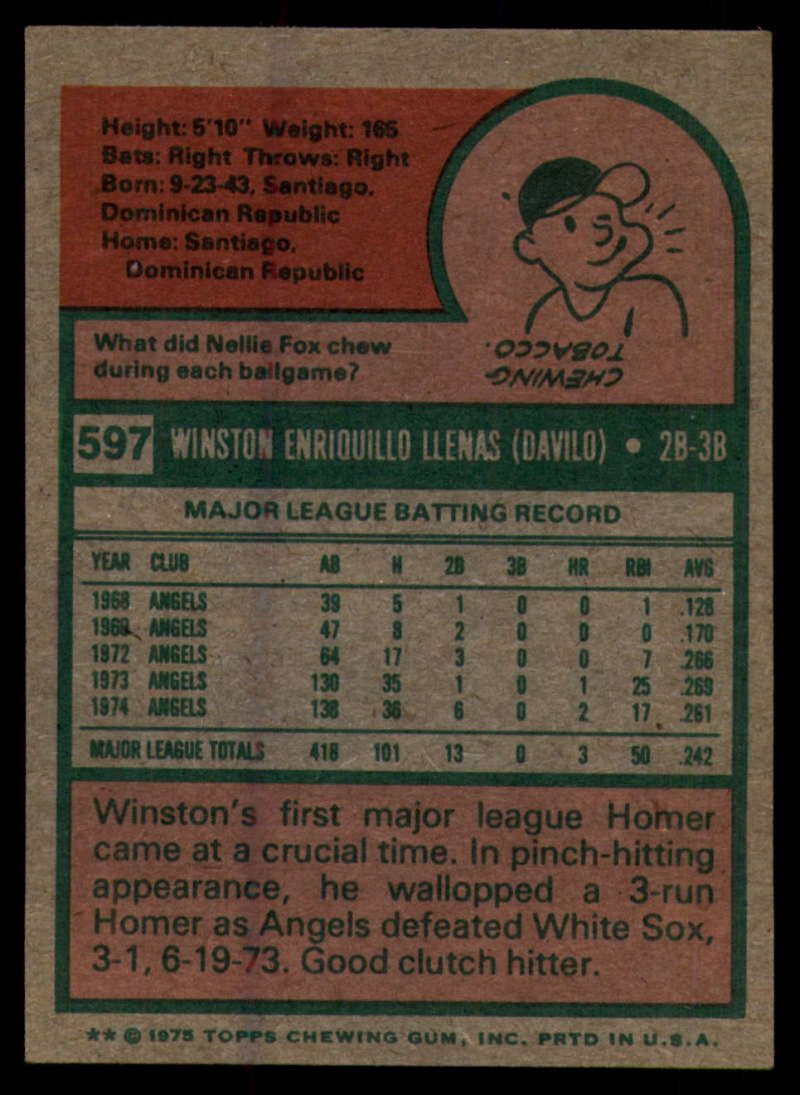 Height: 5'10" Weight: 165
Bats: Right Throws: Right
Born: 9-23-43, Santiago,
Dominican Republic
Home: Santiago,
Dominican Republic
What did Nellie Fox chew
during each ballgame?
CHEWING
TOBACCO.
597 WINSTON ENRIQUILLO LLENAS (DAVILO) • 2B-3B
MAJOR LEAGUE BATTING RECORD
YEAR CLUB AB H 2B 3B HR RBI AVG
1968 ANGELS 39 5 1 0 0 1 .128
1969 ANGELS 47 8 2 0 0 0 .170
1972 ANGELS 64 17 3 0 0 7 .266
1973 ANGELS 130 35 1 0 1 25 .269
1974 ANGELS 138 36 6 0 2 17 .261
MAJOR LEAGUE TOTALS 418 101 13 0 3 50 .242
Winston's first major league Homer
came at a crucial time. In pinch-hitting
appearance, he wallopped a 3-run
Homer as Angels defeated White Sox,
3-1, 6-19-73. Good clutch hitter.
** © 1975 TOPPS CHEWING GUM, INC. PRTD IN U.S.A.